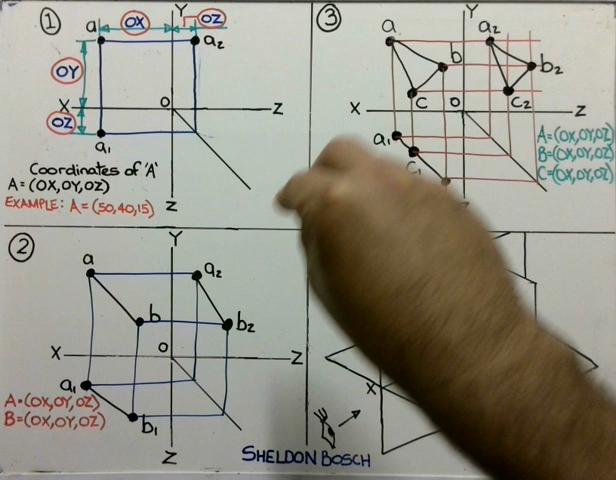 1
OX
Y
OZ
a
a₂
OY
X
O
Z
OZ
a₁
Coordinates of 'A'
A = (OX,OY,OZ)
EXAMPLE: A = (50,40,15)
Z
2
Y
a
a₂
b
b₂
X
O
Z
a₁
A=(OX,OY,OZ)
B=(OX,OY,OZ)
b₁
Z
SHELDON BOSCH
3
Y
a
a₂
b
b₂
c
c₂
X
O
Z
a₁
c₁
A=(OX,OY,OZ)
B=(OX,OY,OZ)
C=(OX,OY,OZ)
X